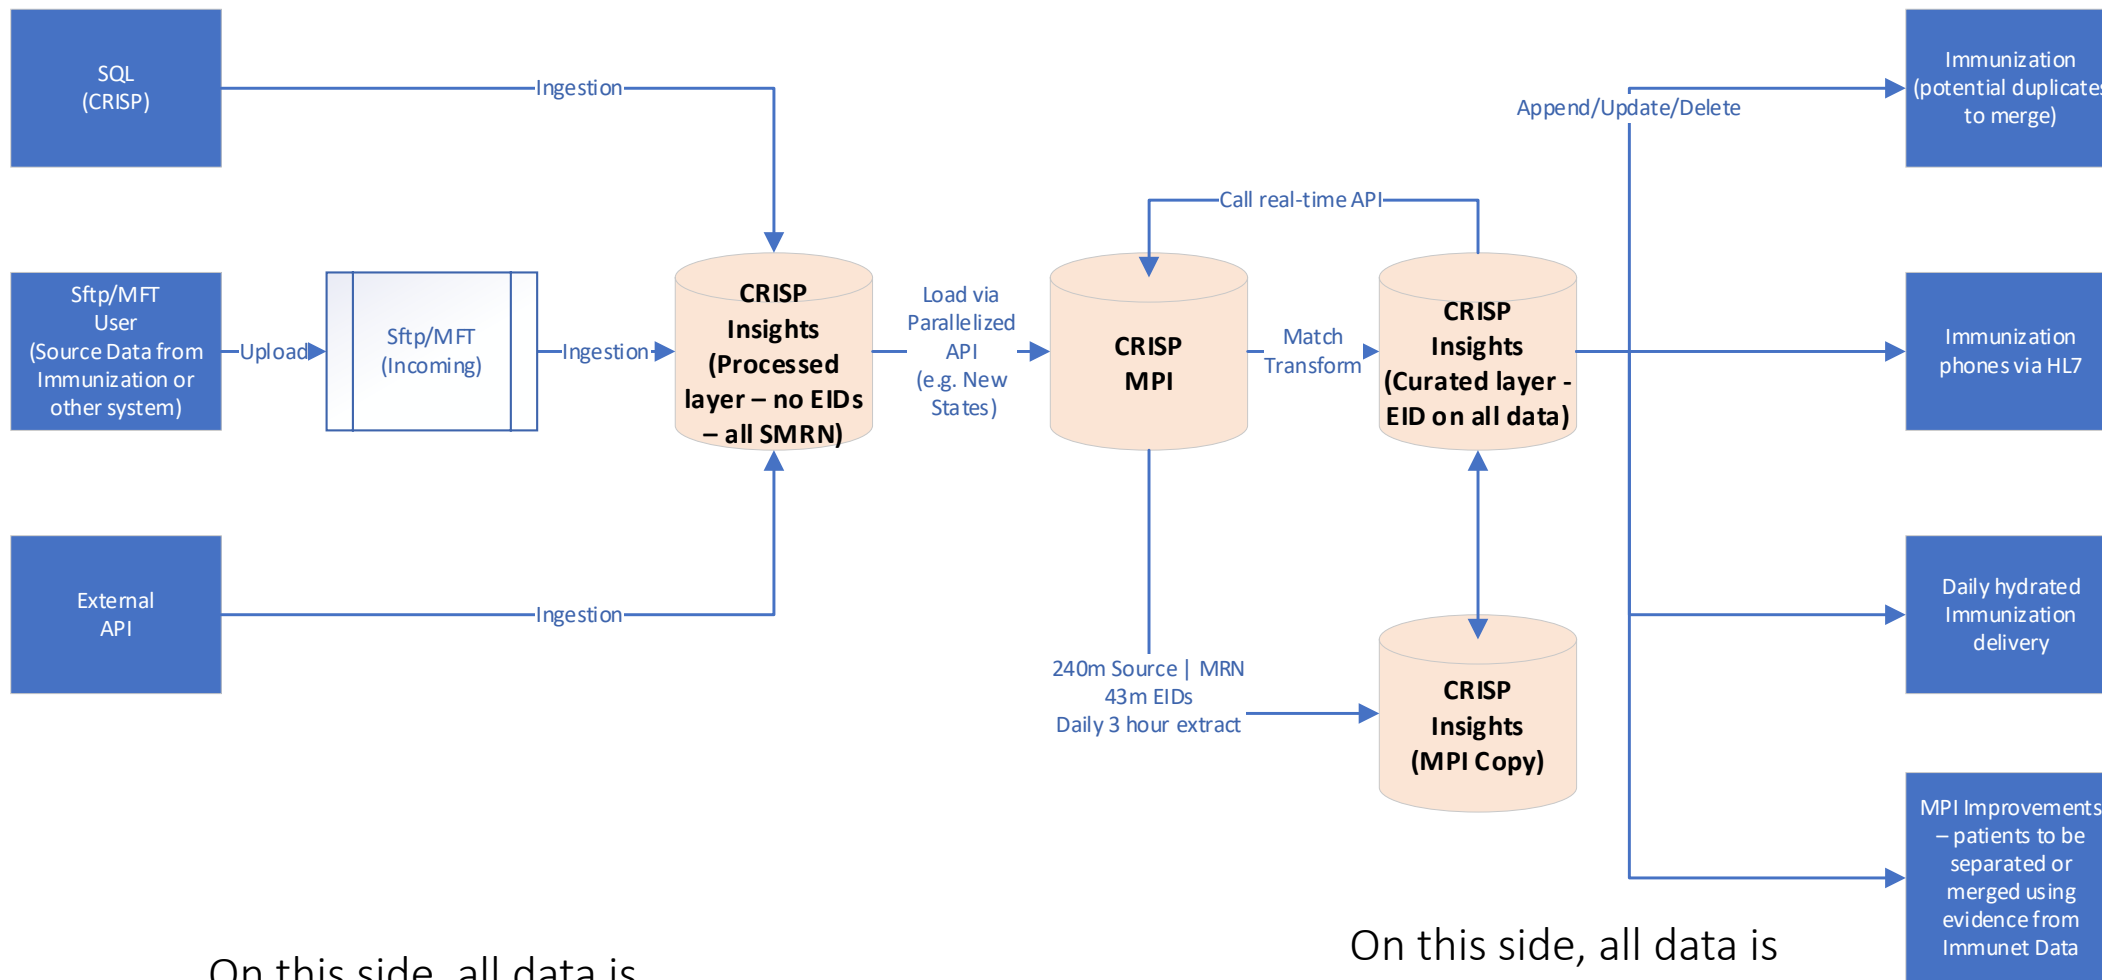 SQL
(CRISP)
Ingestion
Sftp/MFT
User
(Source Data from
Immunization or
other system)
Upload
Sftp/MFT
(Incoming)
Ingestion
External
API
Ingestion
CRISP
Insights
(Processed
layer – no EIDs
– all SMRN)
Load via
Parallelized
API
(e.g. New
States)
CRISP
MPI
Call real-time API
Match
Transform
CRISP
Insights
(Curated layer -
EID on all data)
240m Source | MRN
43m EIDs
Daily 3 hour extract
CRISP
Insights
(MPI Copy)
Append/Update/Delete
Immunization
(potential duplicates
to merge)
Immunization
phones via HL7
Daily hydrated
Immunization
delivery
MPI Improvements
– patients to be
separated or
merged using
evidence from
Immunet Data
On this side, all data is
On this side, all data is